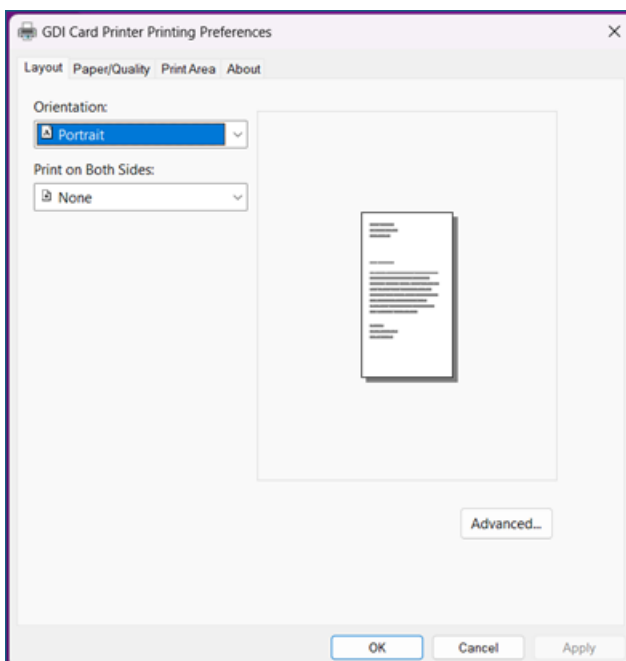 GDI Card Printer Printing Preferences
Layout Paper/Quality Print Area About
Orientation:
Portrait
Print on Both Sides:
None
Advanced...
OK Cancel Apply